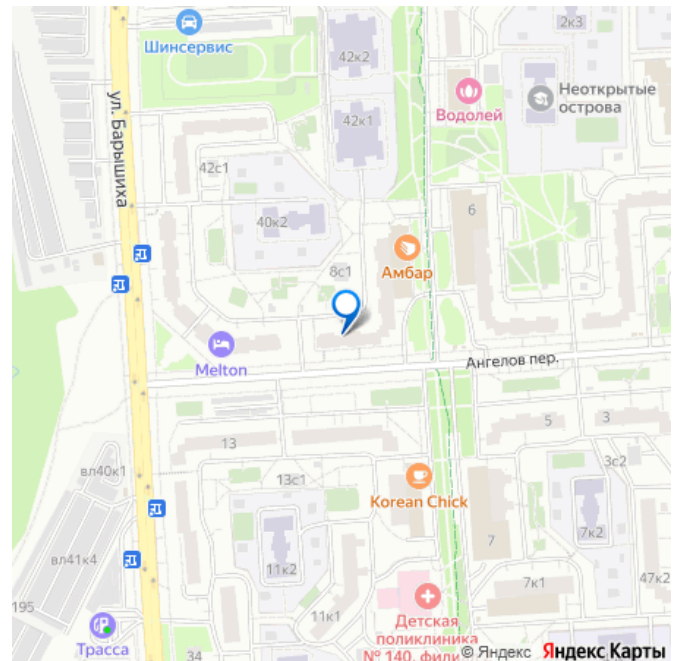 42к2
2к3
Шинсервис
Неоткрытые
острова
Водолей
42к1
ул. Барышиха
42с1
40к2
6
Амбар
8с1
Ангелов пер.
Melton
5
3
13
вл40к1
13с1
3с2
Korean Chick
7
7к2
вл41к4
11к2
7к1
47к2
195
11к1
Детская
поликлиника
№ 140, фили
Трасса
34
© Яндекс Яндекс Карты